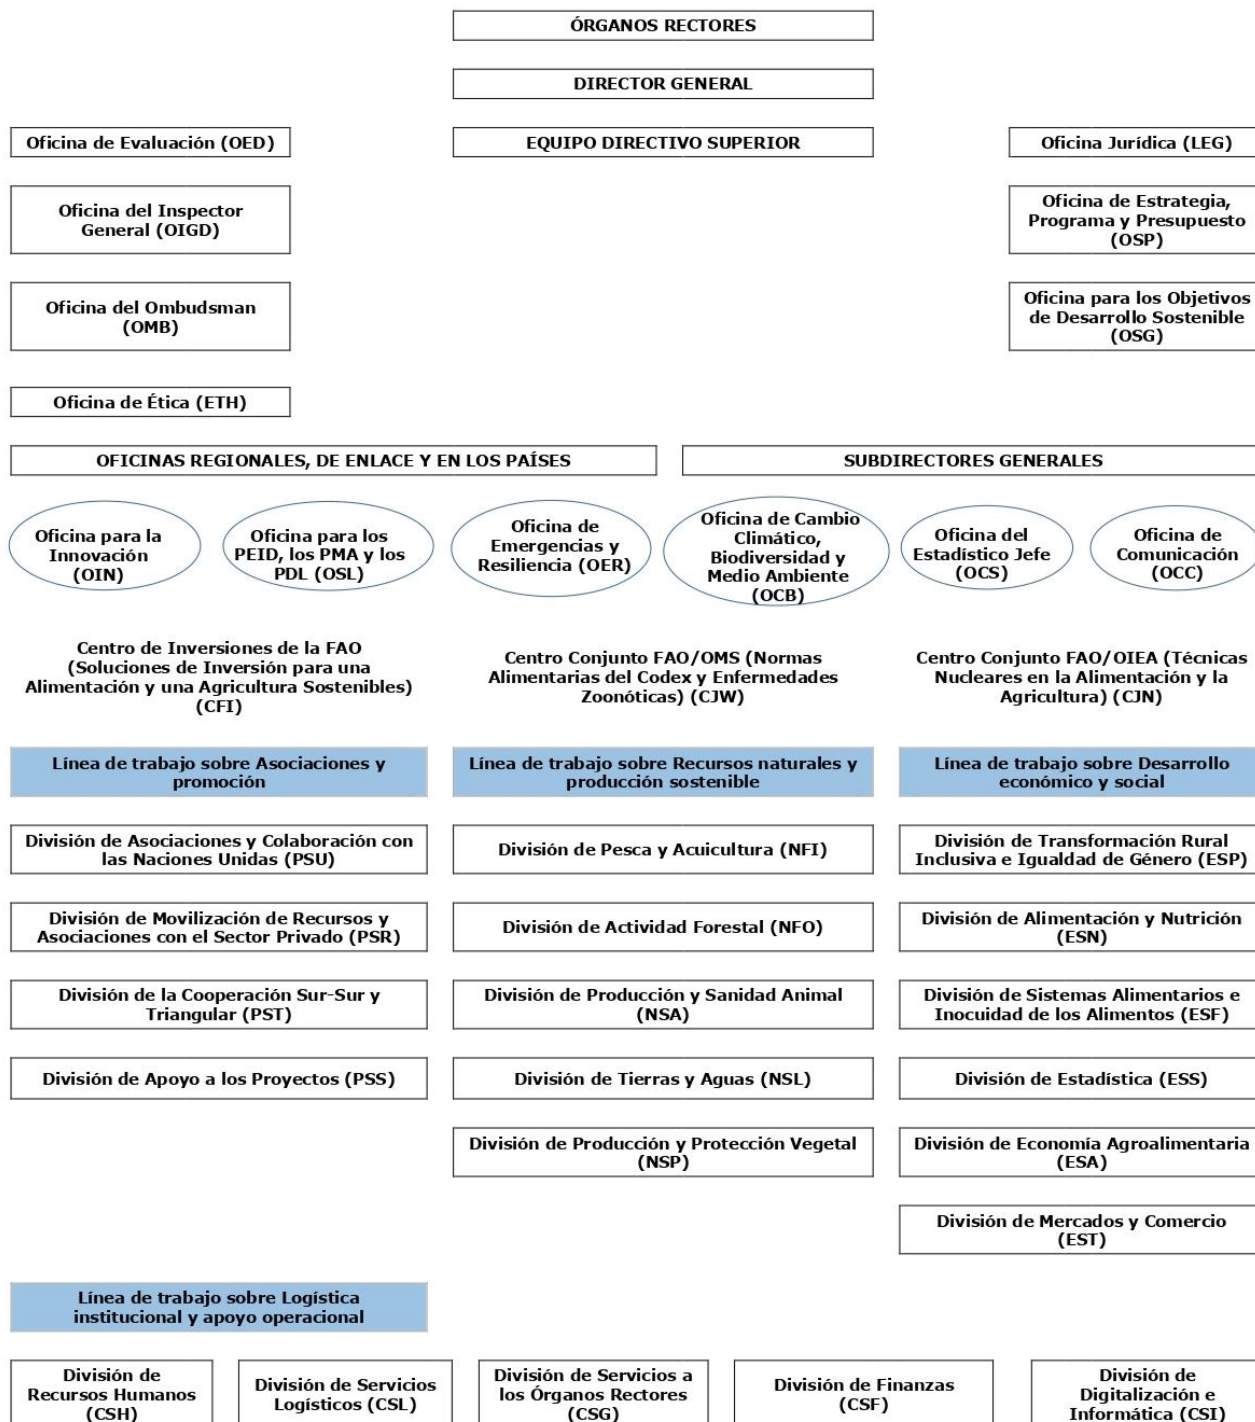 ÓRGANOS RECTORES
DIRECTOR GENERAL
Oficina de Evaluación (OED)
EQUIPO DIRECTIVO SUPERIOR
Oficina Jurídica (LEG)
Oficina del Inspector
General (OIGD)
Oficina de Estrategia,
Programa y Presupuesto
(OSP)
Oficina del Ombudsman
(OMB)
Oficina para los Objetivos
de Desarrollo Sostenible
(OSG)
Oficina de Ética (ETH)
OFICINAS REGIONALES, DE ENLACE Y EN LOS PAÍSES
SUBDIRECTORES GENERALES
Oficina para la
Innovación
(OIN)
Oficina para los
PEID, los PMA y los
PDL (OSL)
Oficina de
Emergencias y
Resiliencia (OER)
Oficina de Cambio
Climático,
Biodiversidad y
Medio Ambiente
(OCB)
Oficina del
Estadístico Jefe
(OCS)
Oficina de
Comunicación
(OCC)
Centro de Inversiones de la FAO
(Soluciones de Inversión para una
Alimentación y una Agricultura Sostenibles)
(CFI)
Centro Conjunto FAO/OMS (Normas
Alimentarias del Codex y Enfermedades
Zoonóticas) (CJW)
Centro Conjunto FAO/OIEA (Técnicas
Nucleares en la Alimentación y la
Agricultura) (CJN)
Línea de trabajo sobre Asociaciones y
promoción
Línea de trabajo sobre Recursos naturales y
producción sostenible
Línea de trabajo sobre Desarrollo
económico y social
División de Asociaciones y Colaboración con
las Naciones Unidas (PSU)
División de Pesca y Acuicultura (NFI)
División de Transformación Rural
Inclusiva e Igualdad de Género (ESP)
División de Movilización de Recursos y
Asociaciones con el Sector Privado (PSR)
División de Actividad Forestal (NFO)
División de Alimentación y Nutrición
(ESN)
División de la Cooperación Sur-Sur y
Triangular (PST)
División de Producción y Sanidad Animal
(NSA)
División de Sistemas Alimentarios e
Inocuidad de los Alimentos (ESF)
División de Apoyo a los Proyectos (PSS)
División de Tierras y Aguas (NSL)
División de Estadística (ESS)
División de Producción y Protección Vegetal
(NSP)
División de Economía Agroalimentaria
(ESA)
División de Mercados y Comercio
(EST)
Línea de trabajo sobre Logística
institucional y apoyo operacional
División de
Recursos Humanos
(CSH)
División de Servicios
Logísticos (CSL)
División de Servicios a
los Órganos Rectores
(CSG)
División de Finanzas
(CSF)
División de
Digitalización e
Informática (CSI)